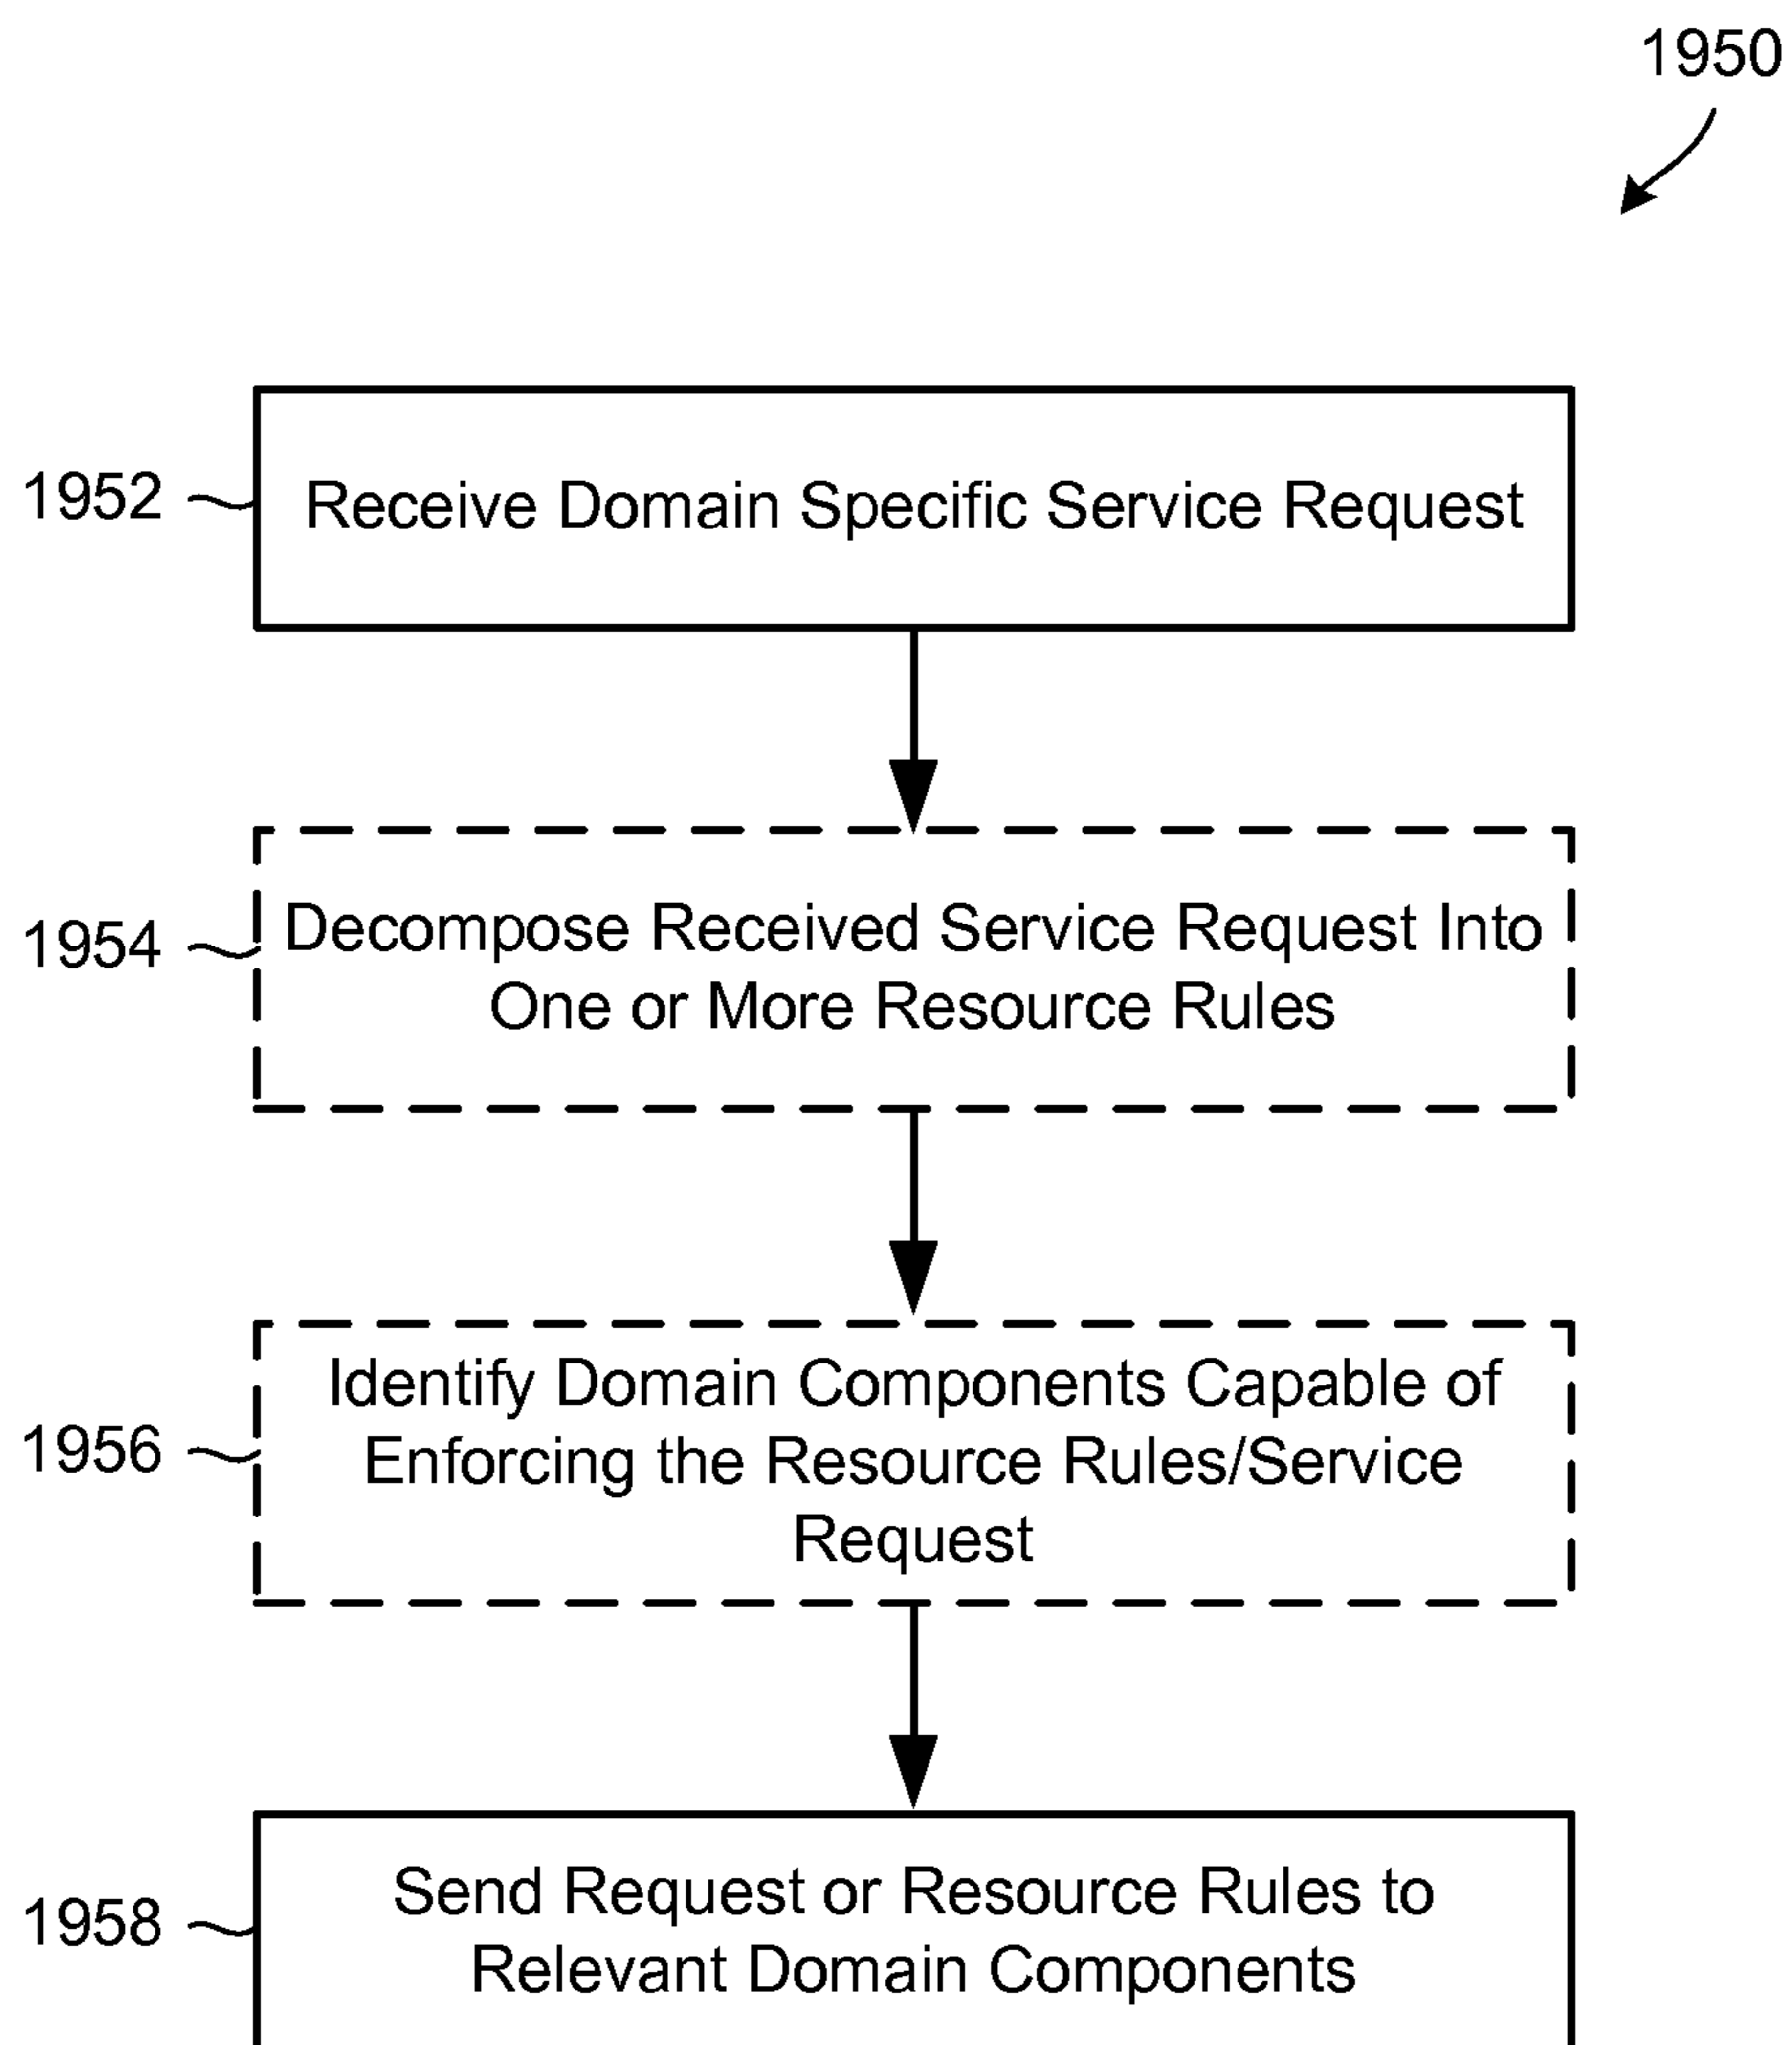 1950
1952
Receive Domain Specific Service Request
1954
Decompose Received Service Request Into
One or More Resource Rules
1956
Identify Domain Components Capable of
Enforcing the Resource Rules/Service
Request
1958
Send Request or Resource Rules to
Relevant Domain Components